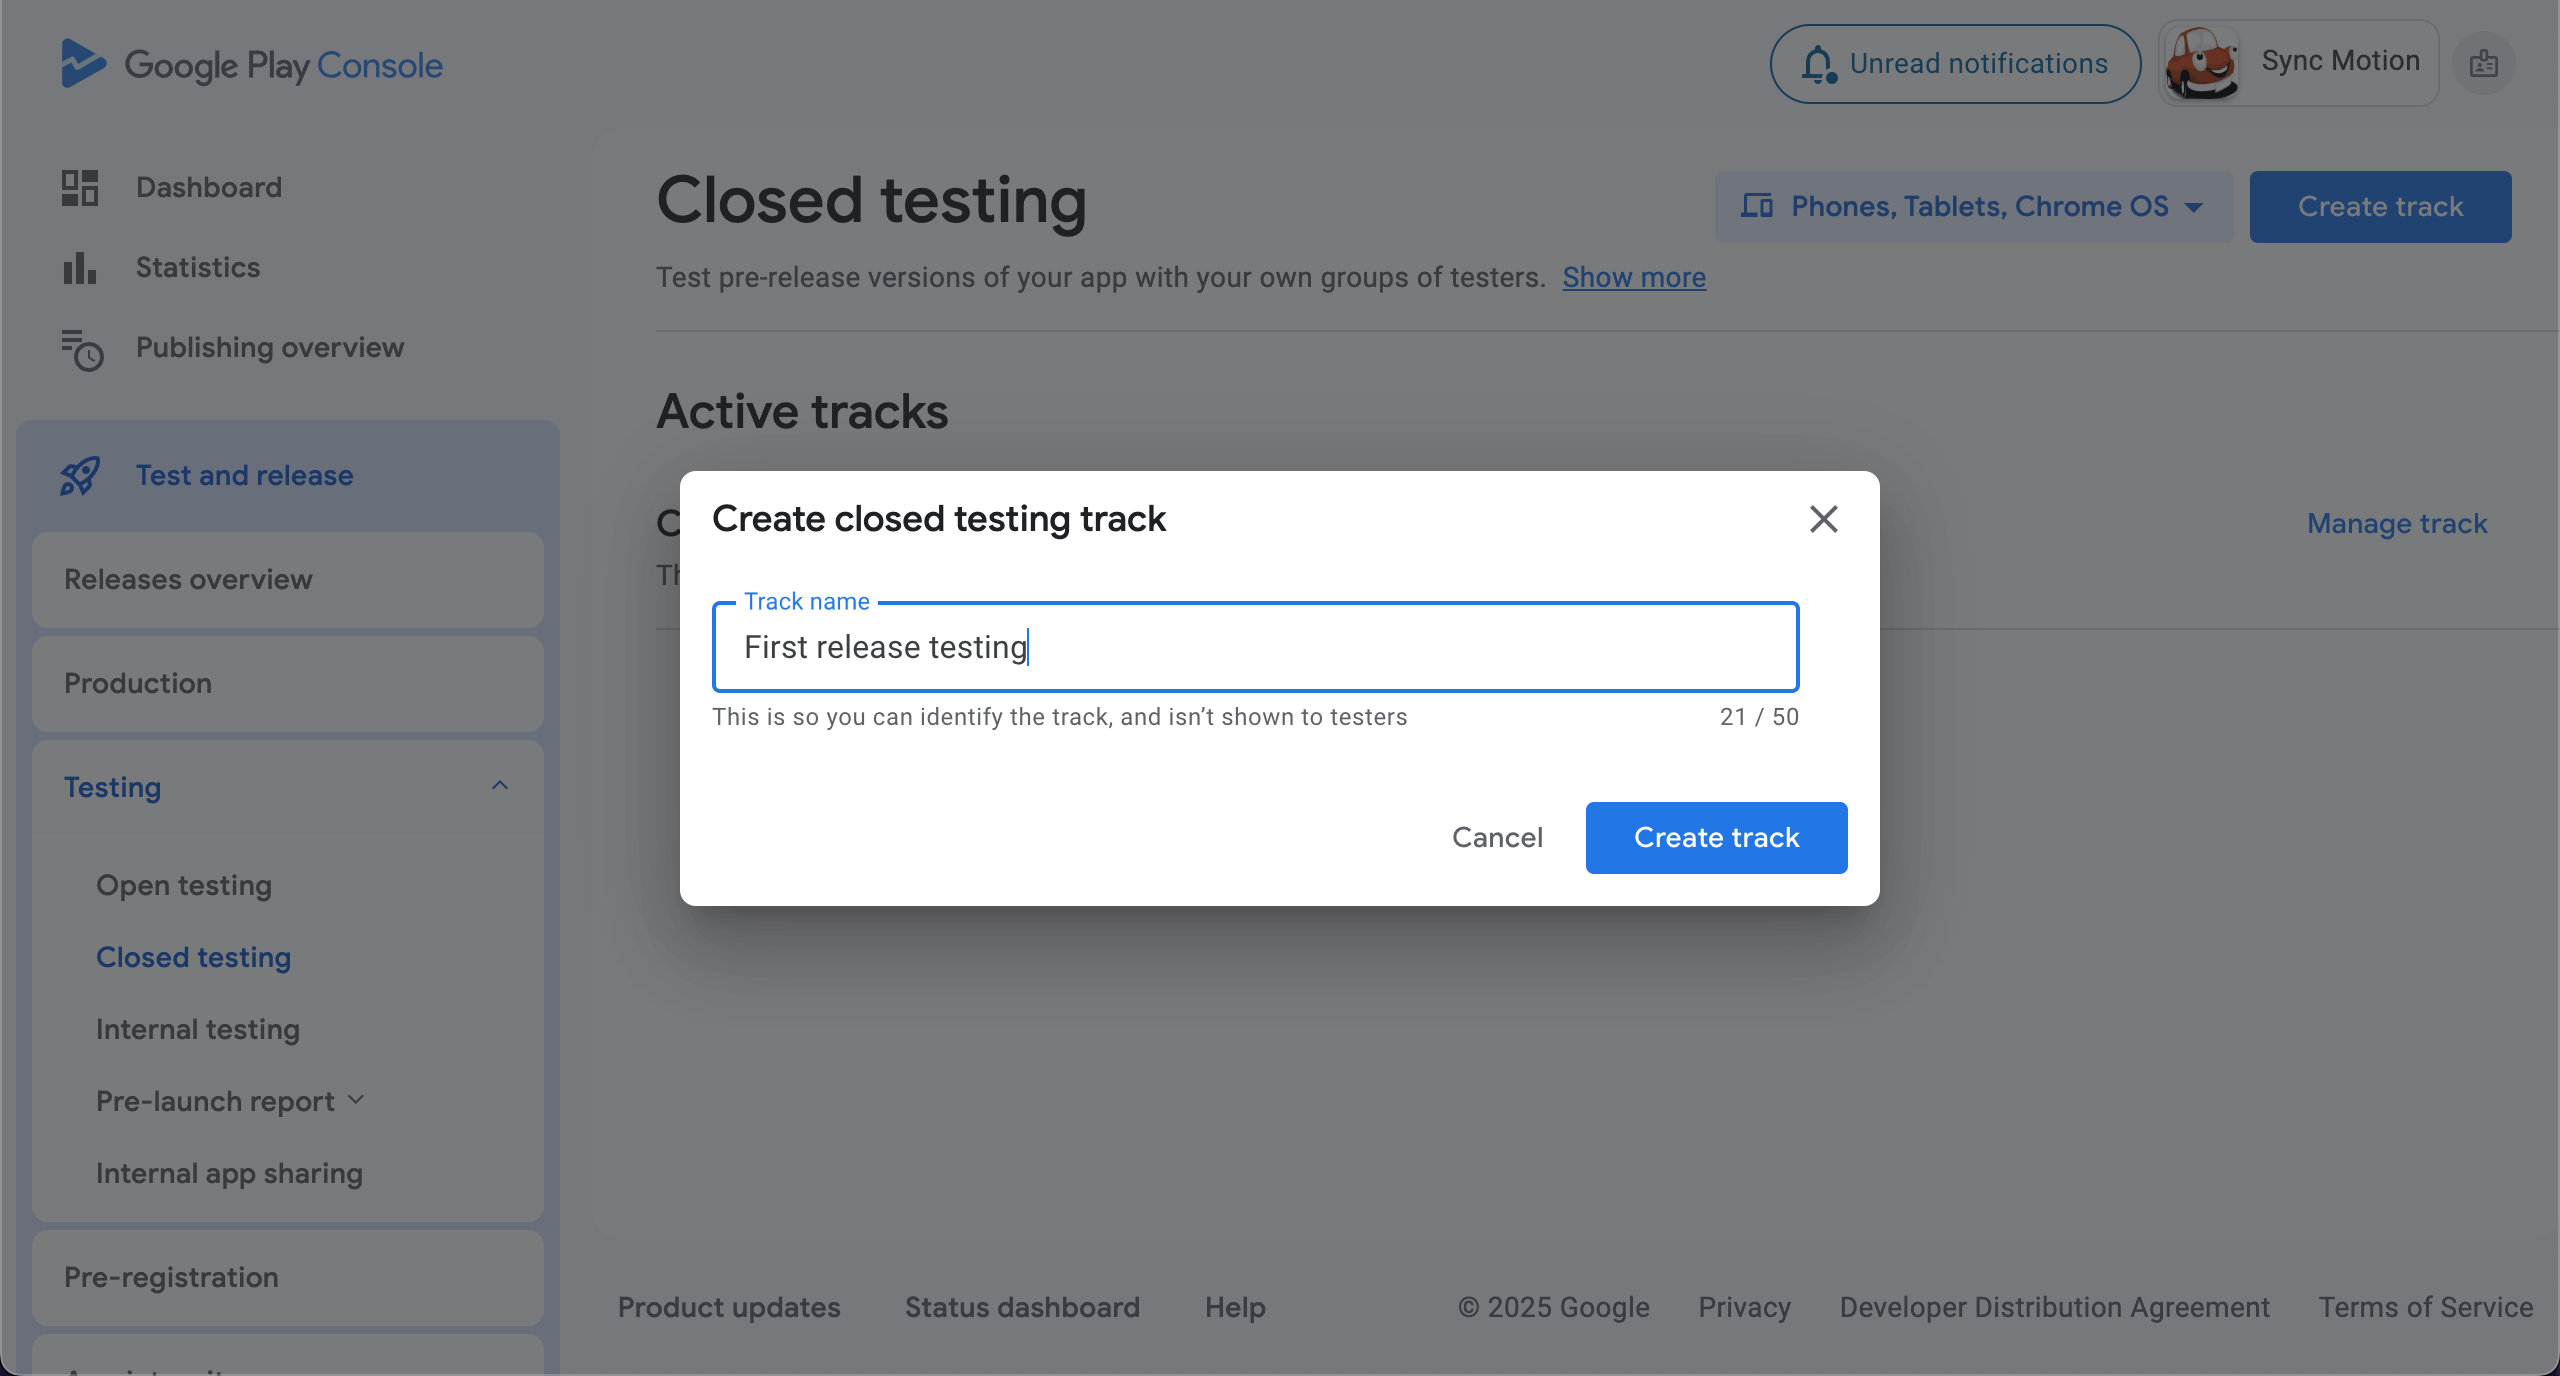 Google Play Console
Unread notifications
Sync Motion
Dashboard
Statistics
Publishing overview
Test and release
Releases overview
Production
Testing
Open testing
Closed testing
Internal testing
Pre-launch report
Internal app sharing
Pre-registration
Closed testing
Phones, Tablets, Chrome OS
Create track
Test pre-release versions of your app with your own groups of testers. Show more
Active tracks
Manage track
Create closed testing track
Track name
First release testing
This is so you can identify the track, and isn’t shown to testers
21 / 50
Cancel
Create track
Product updates
Status dashboard
Help
© 2025 Google
Privacy
Developer Distribution Agreement
Terms of Service